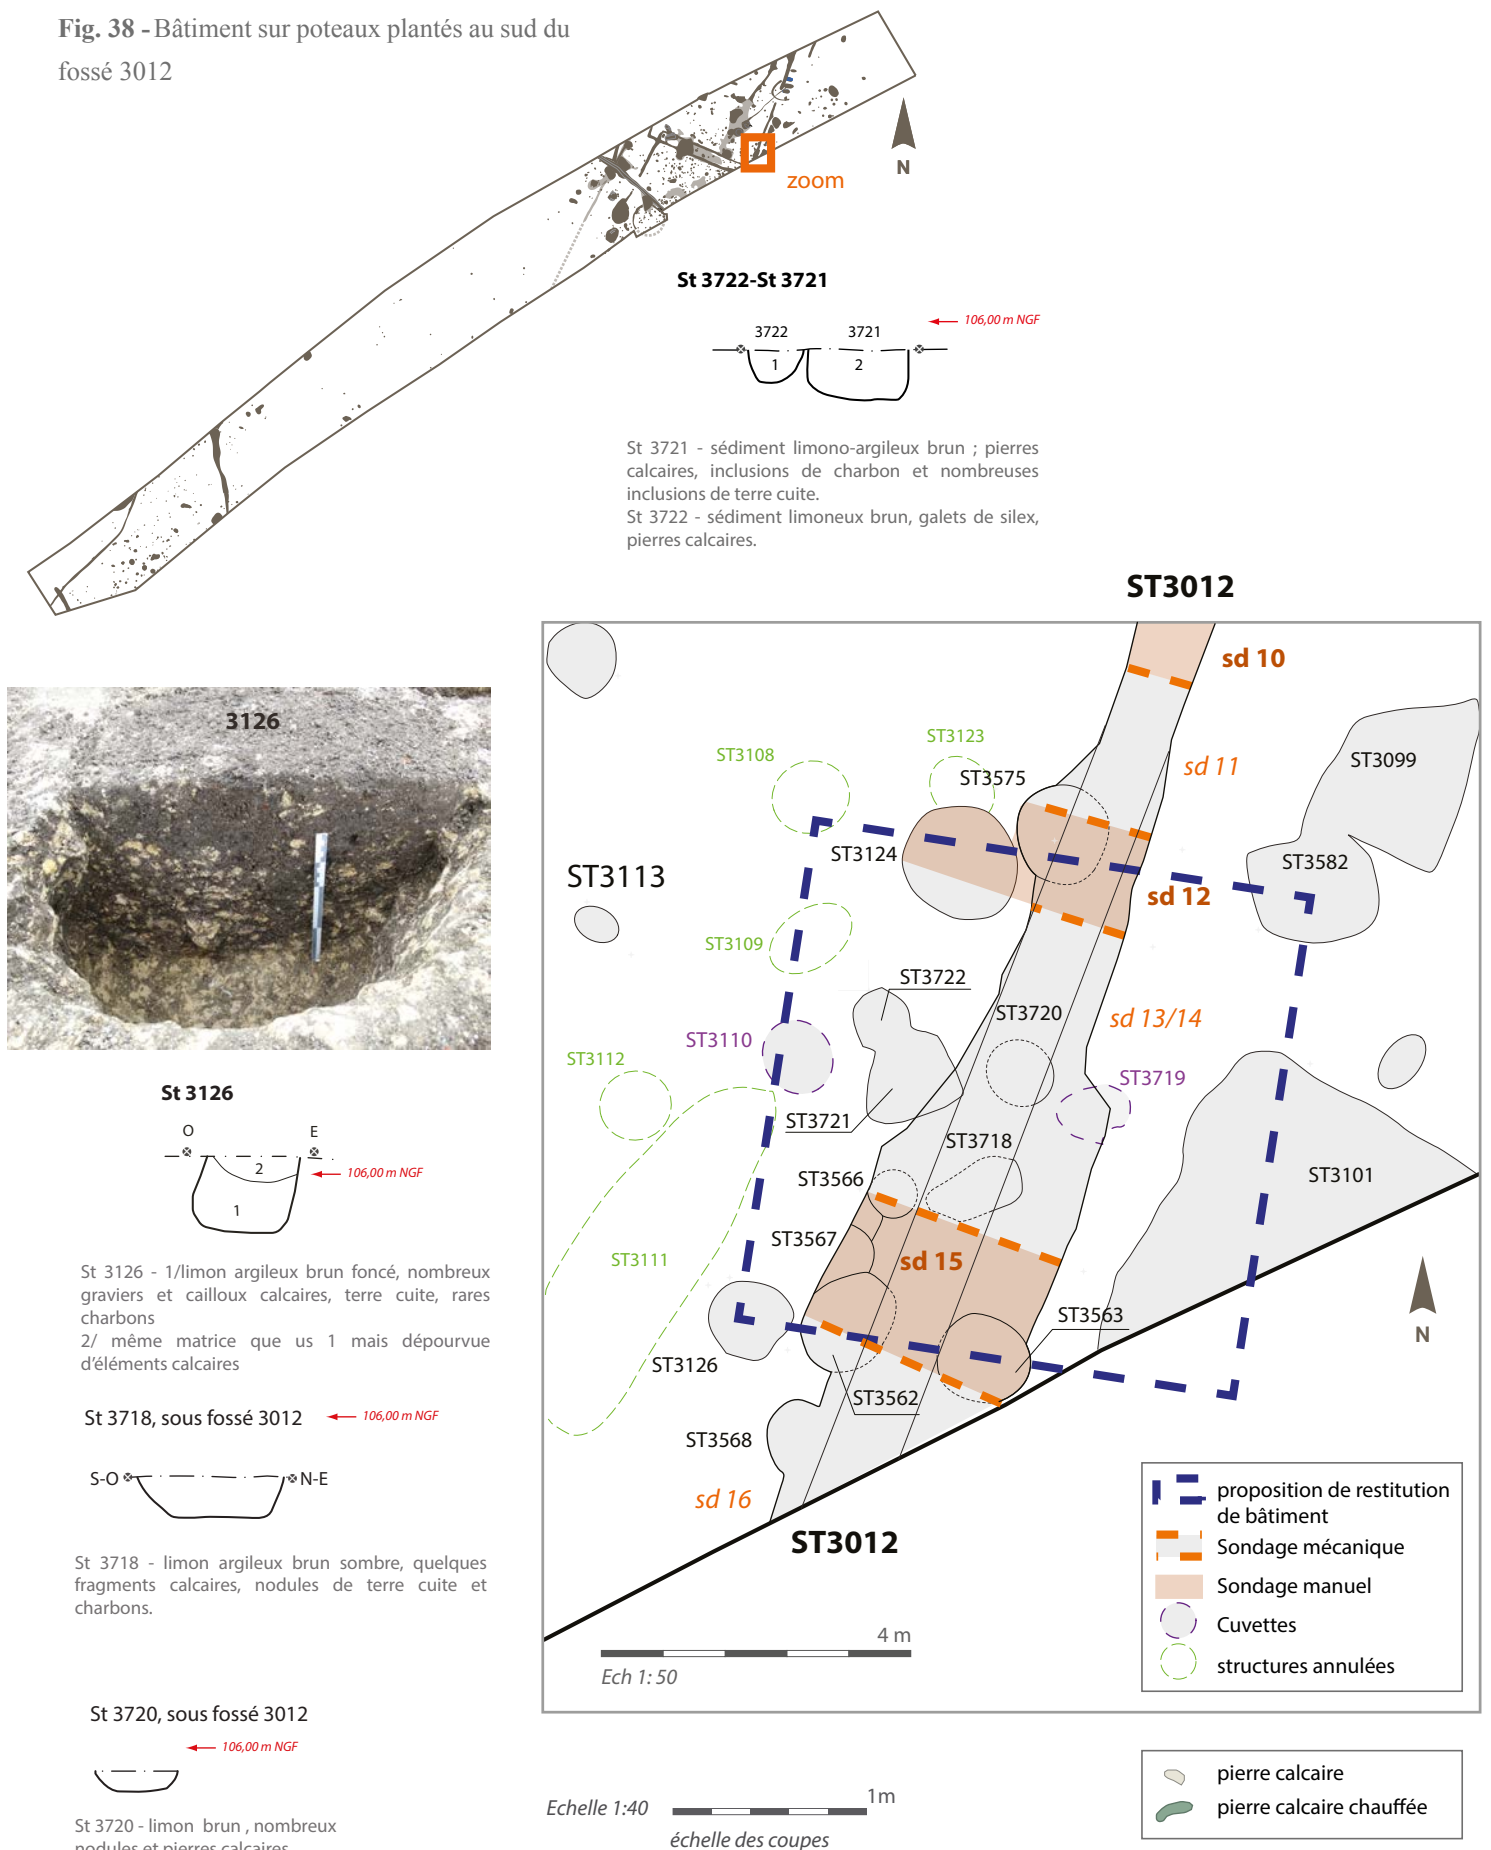 Fig. 38 - Bâtiment sur poteaux plantés au sud du
fossé 3012
zoom
N
St 3722-St 3721
106,00 m NGF
3722
3721
1
2
St 3721 - sédiment limono-argileux brun ; pierres
calcaires, inclusions de charbon et nombreuses
inclusions de terre cuite.
St 3722 - sédiment limoneux brun, galets de silex,
pierres calcaires.
3126
St 3126
O
E
2
106,00 m NGF
1
St 3126 - 1/limon argileux brun foncé, nombreux
graviers et cailloux calcaires, terre cuite, rares
charbons
2/ même matrice que us 1 mais dépourvue
d'éléments calcaires
St 3718, sous fossé 3012
106,00 m NGF
S-O
N-E
St 3718 - limon argileux brun sombre, quelques
fragments calcaires, nodules de terre cuite et
charbons.
St 3720, sous fossé 3012
106,00 m NGF
St 3720 - limon brun , nombreux
nodules et pierres calcaires
ST3012
sd 10
ST3123
ST3108
ST3575
sd 11
ST3099
ST3124
ST3582
ST3113
sd 12
ST3109
ST3722
ST3720
sd 13/14
ST3110
ST3112
ST3719
ST3721
ST3718
ST3566
ST3101
ST3567
ST3111
sd 15
ST3563
N
ST3126
ST3562
ST3568
sd 16
ST3012
4 m
Ech 1: 50
proposition de restitution
de bâtiment
Sondage mécanique
Sondage manuel
Cuvettes
structures annulées
Echelle 1:40
1m
échelle des coupes
pierre calcaire
pierre calcaire chauffée